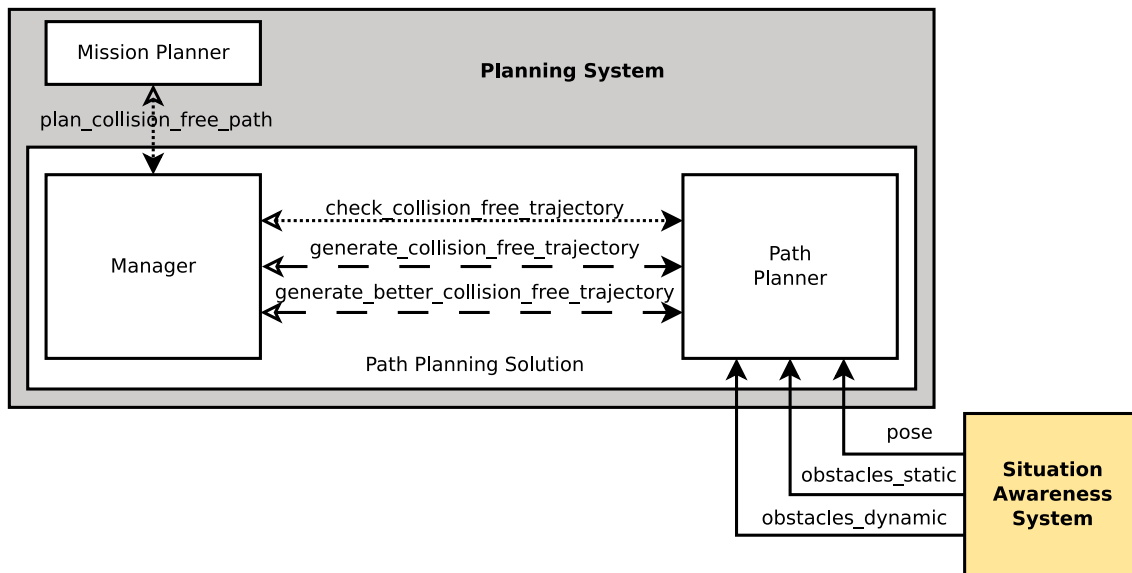 Mission Planner
Planning System
plan_collision_free_path
check_collision_free_trajectory
generate_collision_free_trajectory
generate_better_collision_free_trajectory
Manager
Path
Planner
Path Planning Solution
pose
obstacles_static
obstacles_dynamic
Situation
Awareness
System